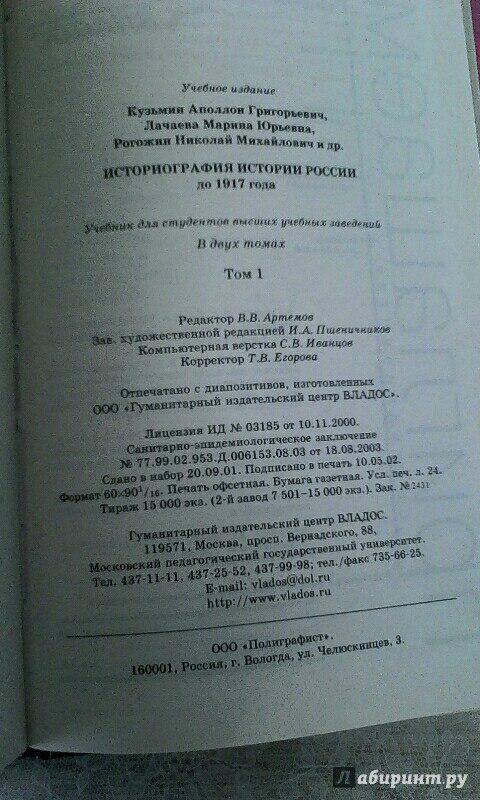 Учебное издание
Кузьмин Аполлон Григорьевич,
Лачаева Марина Юрьевна,
Рогожин Николай Михайлович и др.
ИСТОРИОГРАФИЯ ИСТОРИИ РОССИИ
до 1917 года
Учебник для студентов высших учебных заведений
В двух томах
Том 1
Редактор В.В. Артемов
Зав. художественной редакцией И.А. Пшеничников
Компьютерная верстка С.В. Иванцов
Корректор Т.В. Егорова
Отпечатано с диапозитивов, изготовленных
ООО «Гуманитарный издательский центр ВЛАДОС».
Лицензия ИД № 03185 от 10.11.2000.
Санитарно-эпидемиологическое заключение
№ 77.99.02.953.Д.006153.08.03 от 18.08.2003.
Сдано в набор 20.09.01. Подписано в печать 10.05.02.
Формат 60×90¹/₁₆. Печать офсетная. Бумага газетная. Усл. печ. л. 24.
Тираж 15 000 экз. (2-й завод 7 501–15 000 экз.). Зак. № 2431
Гуманитарный издательский центр ВЛАДОС.
119571, Москва, просп. Вернадского, 88,
Московский педагогический государственный университет.
Тел. 437-11-11, 437-25-52, 437-99-98; тел./факс 735-66-25.
E-mail: vlados@dol.ru
http://www.vlados.ru
ООО «Полиграфист».
160001, Россия, г. Вологда, ул. Челюскинцев, 3.
Лабиринт.ру